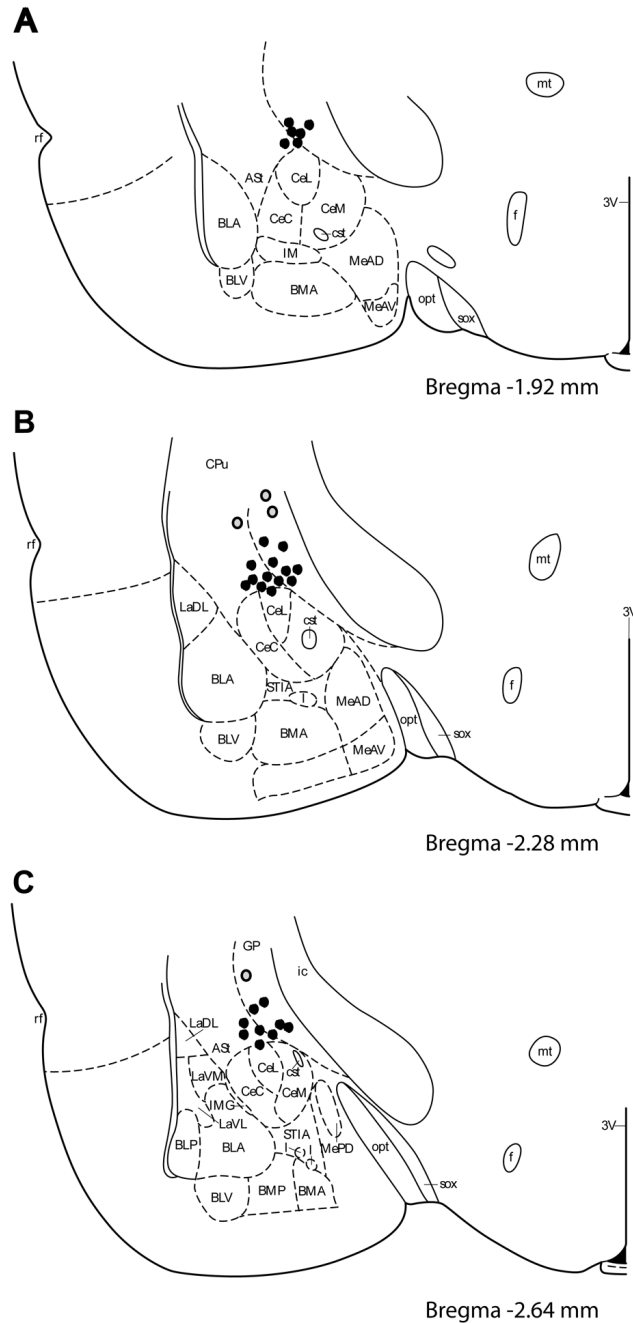 A
mt
rf
ASt
CeL
3V
BLA
CeC
CeM
f
cst
IM
MeAD
BLV
BMA
MeAV
opt
sox
Bregma -1.92 mm
B
CPu
rf
mt
LaDL
CeL
cst
3V
CeC
BLA
STIA
I
MeAD
f
opt
BLV
BMA
MeAV
sox
Bregma -2.28 mm
C
GP
ic
rf
LaDL
ASt
mt
LaVM
CeL
cst
CeC
CeM
IMG
LaVL
3V
BLP
BLA
STIA
I
MePD
opt
f
BLV
BMP
BMA
sox
Bregma -2.64 mm